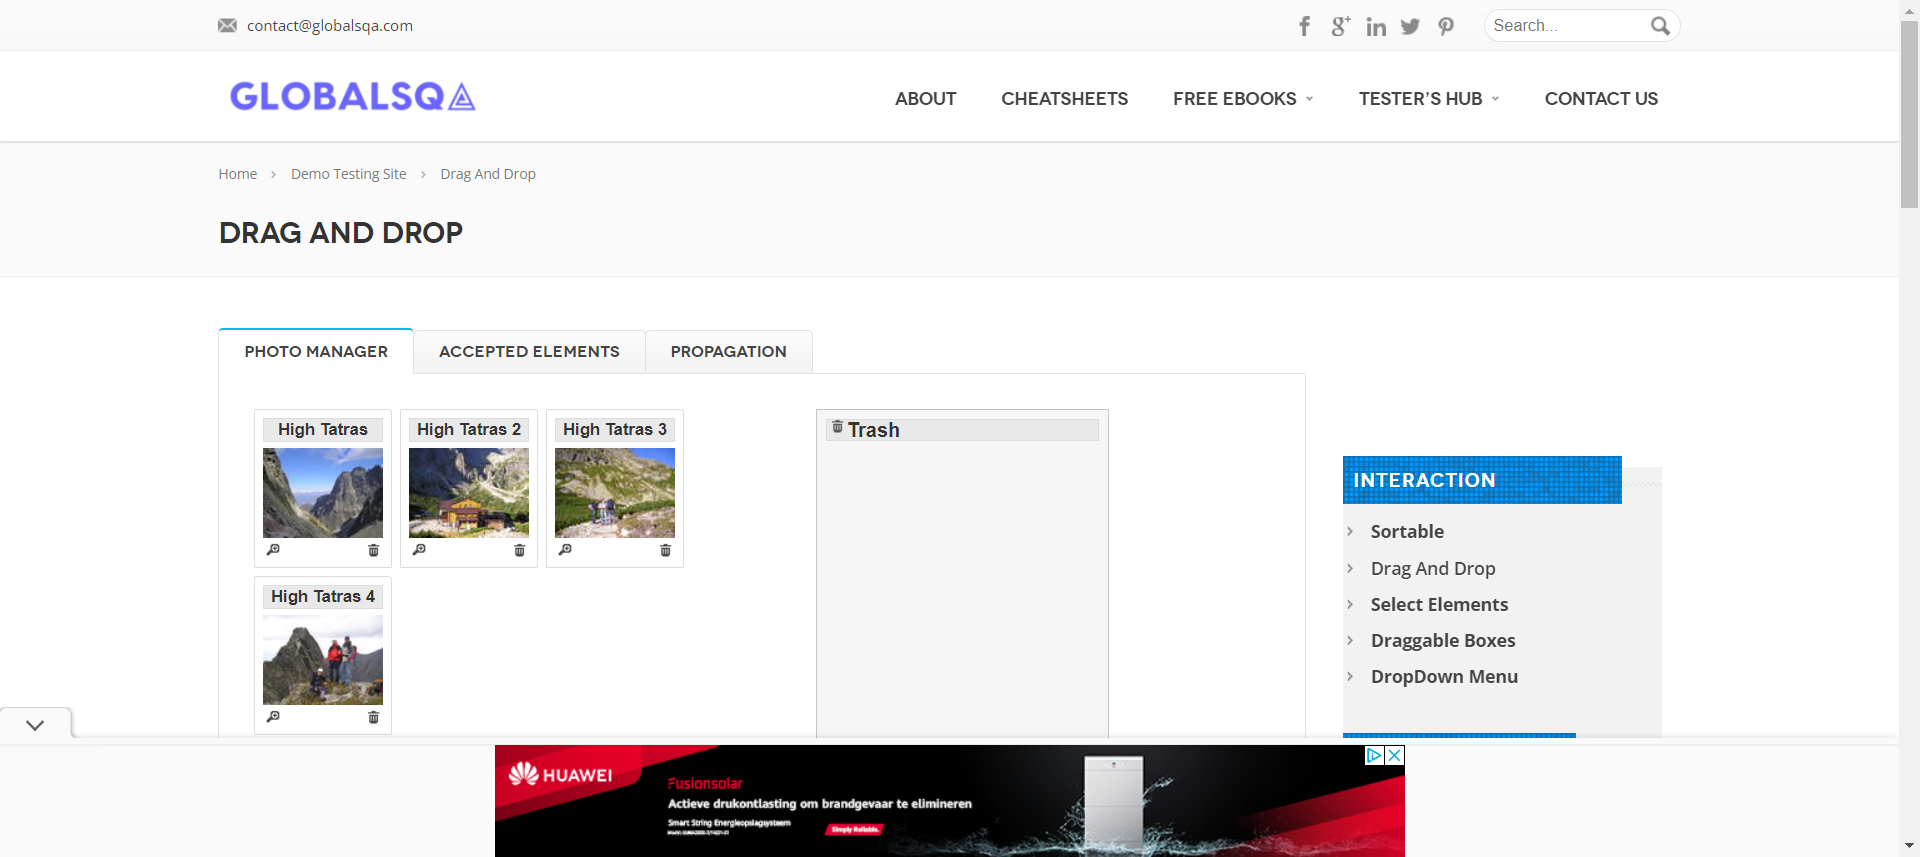 contact@globalsqa.com
Search...
GLOBALSQA
ABOUT
CHEATSHEETS
FREE EBOOKS
TESTER’S HUB
CONTACT US
Home
Demo Testing Site
Drag And Drop
DRAG AND DROP
PHOTO MANAGER
ACCEPTED ELEMENTS
PROPAGATION
High Tatras
High Tatras 2
High Tatras 3
High Tatras 4
Trash
INTERACTION
Sortable
Drag And Drop
Select Elements
Draggable Boxes
DropDown Menu
HUAWEI
Fusionsolar
Actieve drukontlasting om brandgevaar te elimineren
Smart String Energieopslagsysteem
Simply Reliable.